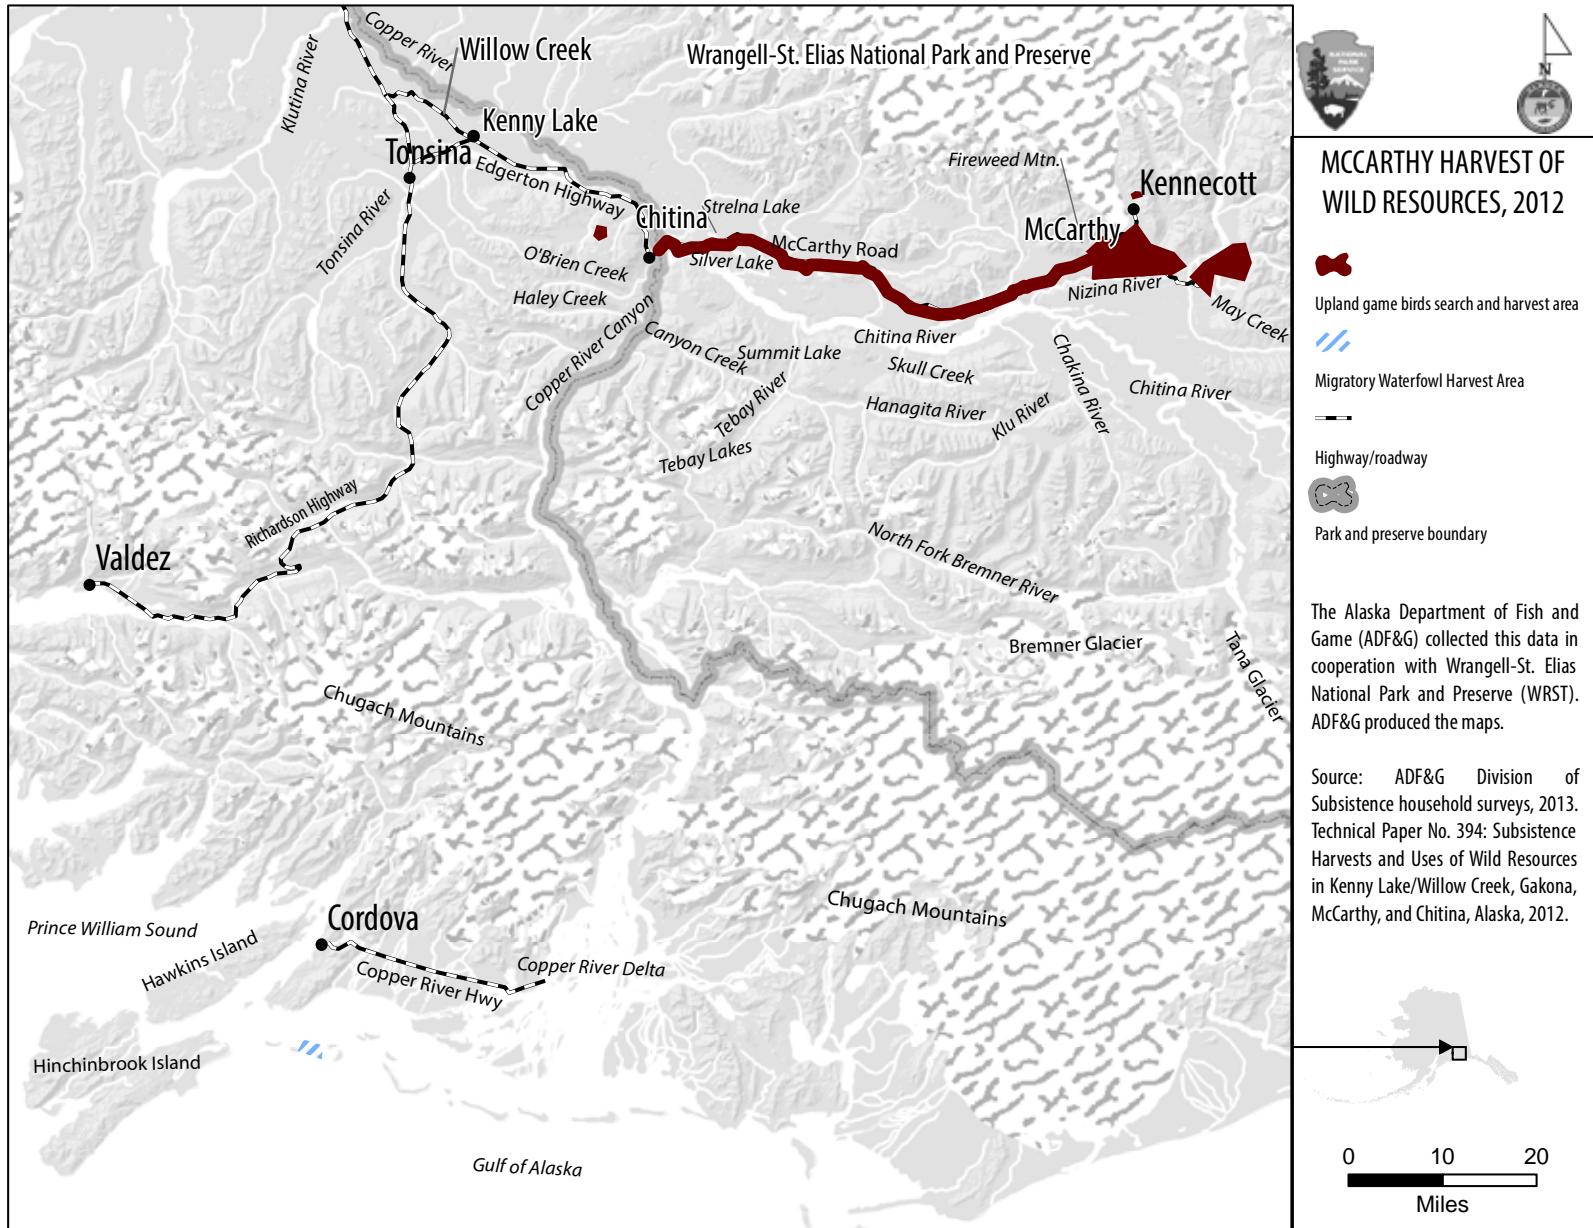 Copper River
Klutina River
Willow Creek
Wrangell-St. Elias National Park and Preserve
Kenny Lake
Tonsina
Edgerton Highway
Fireweed Mtn.
Kennecott
Tonsina River
Chitina
Strelna Lake
McCarthy
McCarthy Road
O'Brien Creek
Silver Lake
Haley Creek
Nizina River
May Creek
Copper River Canyon
Canyon Creek
Summit Lake
Chitina River
Skull Creek
Chakina River
Chitina River
Tebay River
Hanagita River
Klu River
Tebay Lakes
Richardson Highway
Valdez
North Fork Bremner River
Bremner Glacier
Tana Glacier
Chugach Mountains
Chugach Mountains
Prince William Sound
Hawkins Island
Cordova
Copper River Hwy
Copper River Delta
Hinchinbrook Island
Gulf of Alaska
NATIONAL
PARK
SERVICE
N
MCCARTHY HARVEST OF
WILD RESOURCES, 2012
Upland game birds search and harvest area
Migratory Waterfowl Harvest Area
Highway/roadway
Park and preserve boundary
The Alaska Department of Fish and
Game (ADF&G) collected this data in
cooperation with Wrangell-St. Elias
National Park and Preserve (WRST).
ADF&G produced the maps.
Source: ADF&G Division of
Subsistence household surveys, 2013.
Technical Paper No. 394: Subsistence
Harvests and Uses of Wild Resources
in Kenny Lake/Willow Creek, Gakona,
McCarthy, and Chitina, Alaska, 2012.
0 10 20
Miles